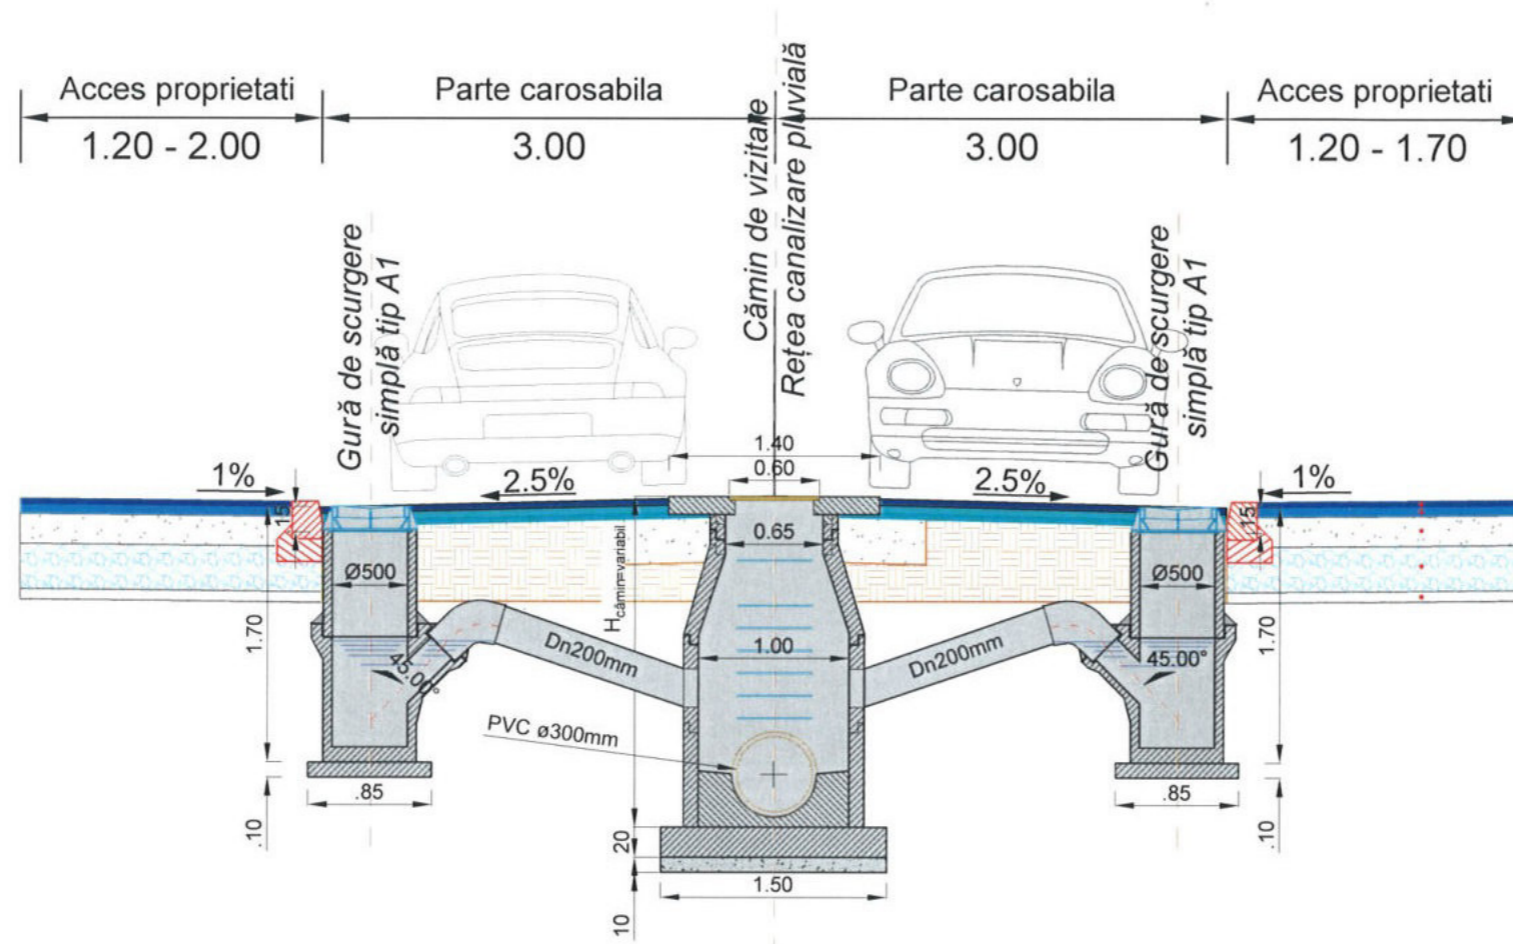 Acces proprietati
Parte carosabila
Parte carosabila
Acces proprietati
1.20 - 2.00
3.00
3.00
1.20 - 1.70
Cămin de vizitare
Rețea canalizare pluvială
Gură de scurgere
simplă tip A1
Gură de scurgere
simplă tip A1
1.40
0.60
1%
2.5%
2.5%
1%
15
15
0.65
Ø500
Ø500
Hcămin=variabil
1.70
1.00
1.70
Dn200mm
Dn200mm
45.00°
45.00°
PVC ø300mm
.85
.85
.10
.10
20
1.50
10